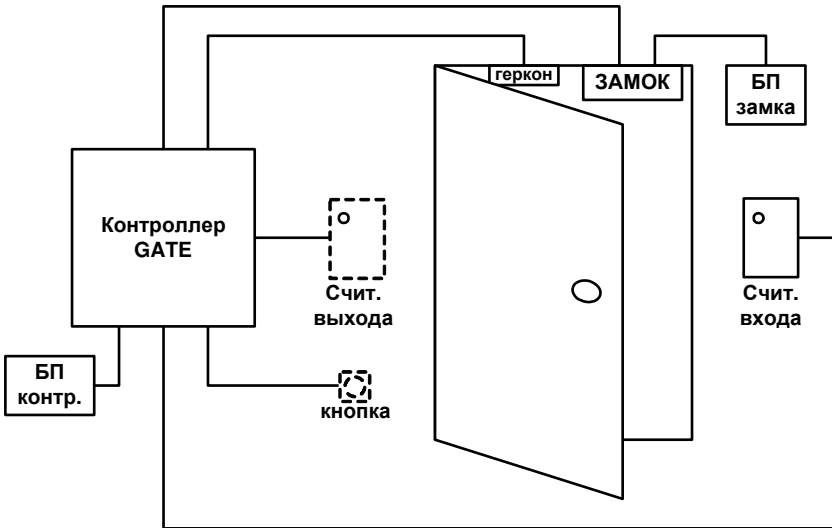 геркон
ЗАМОК
БП
замка
Контроллер
GATE
Счит.
выхода
Счит.
входа
БП
контр.
кнопка